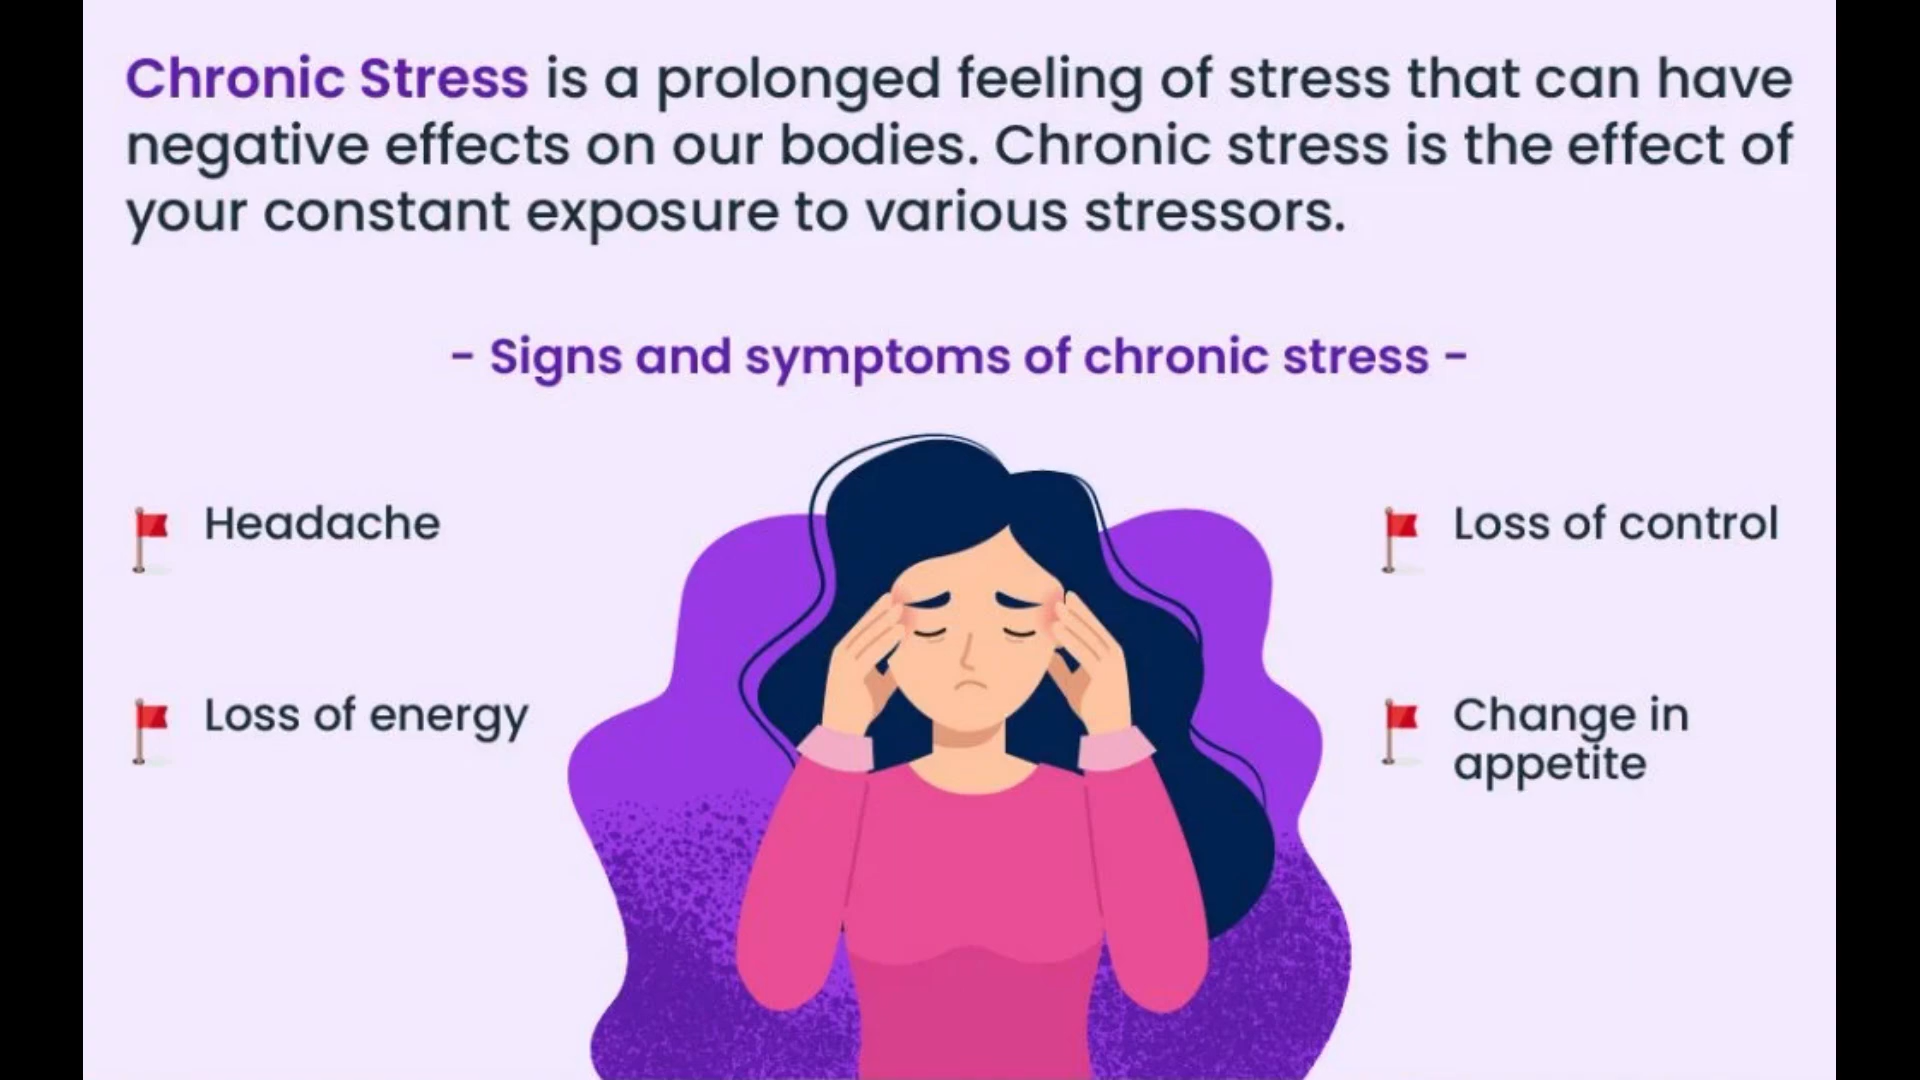 Chronic Stress is a prolonged feeling of stress that can have
negative effects on our bodies. Chronic stress is the effect of
your constant exposure to various stressors.
- Signs and symptoms of chronic stress -
Headache
Loss of energy
Loss of control
Change in
appetite